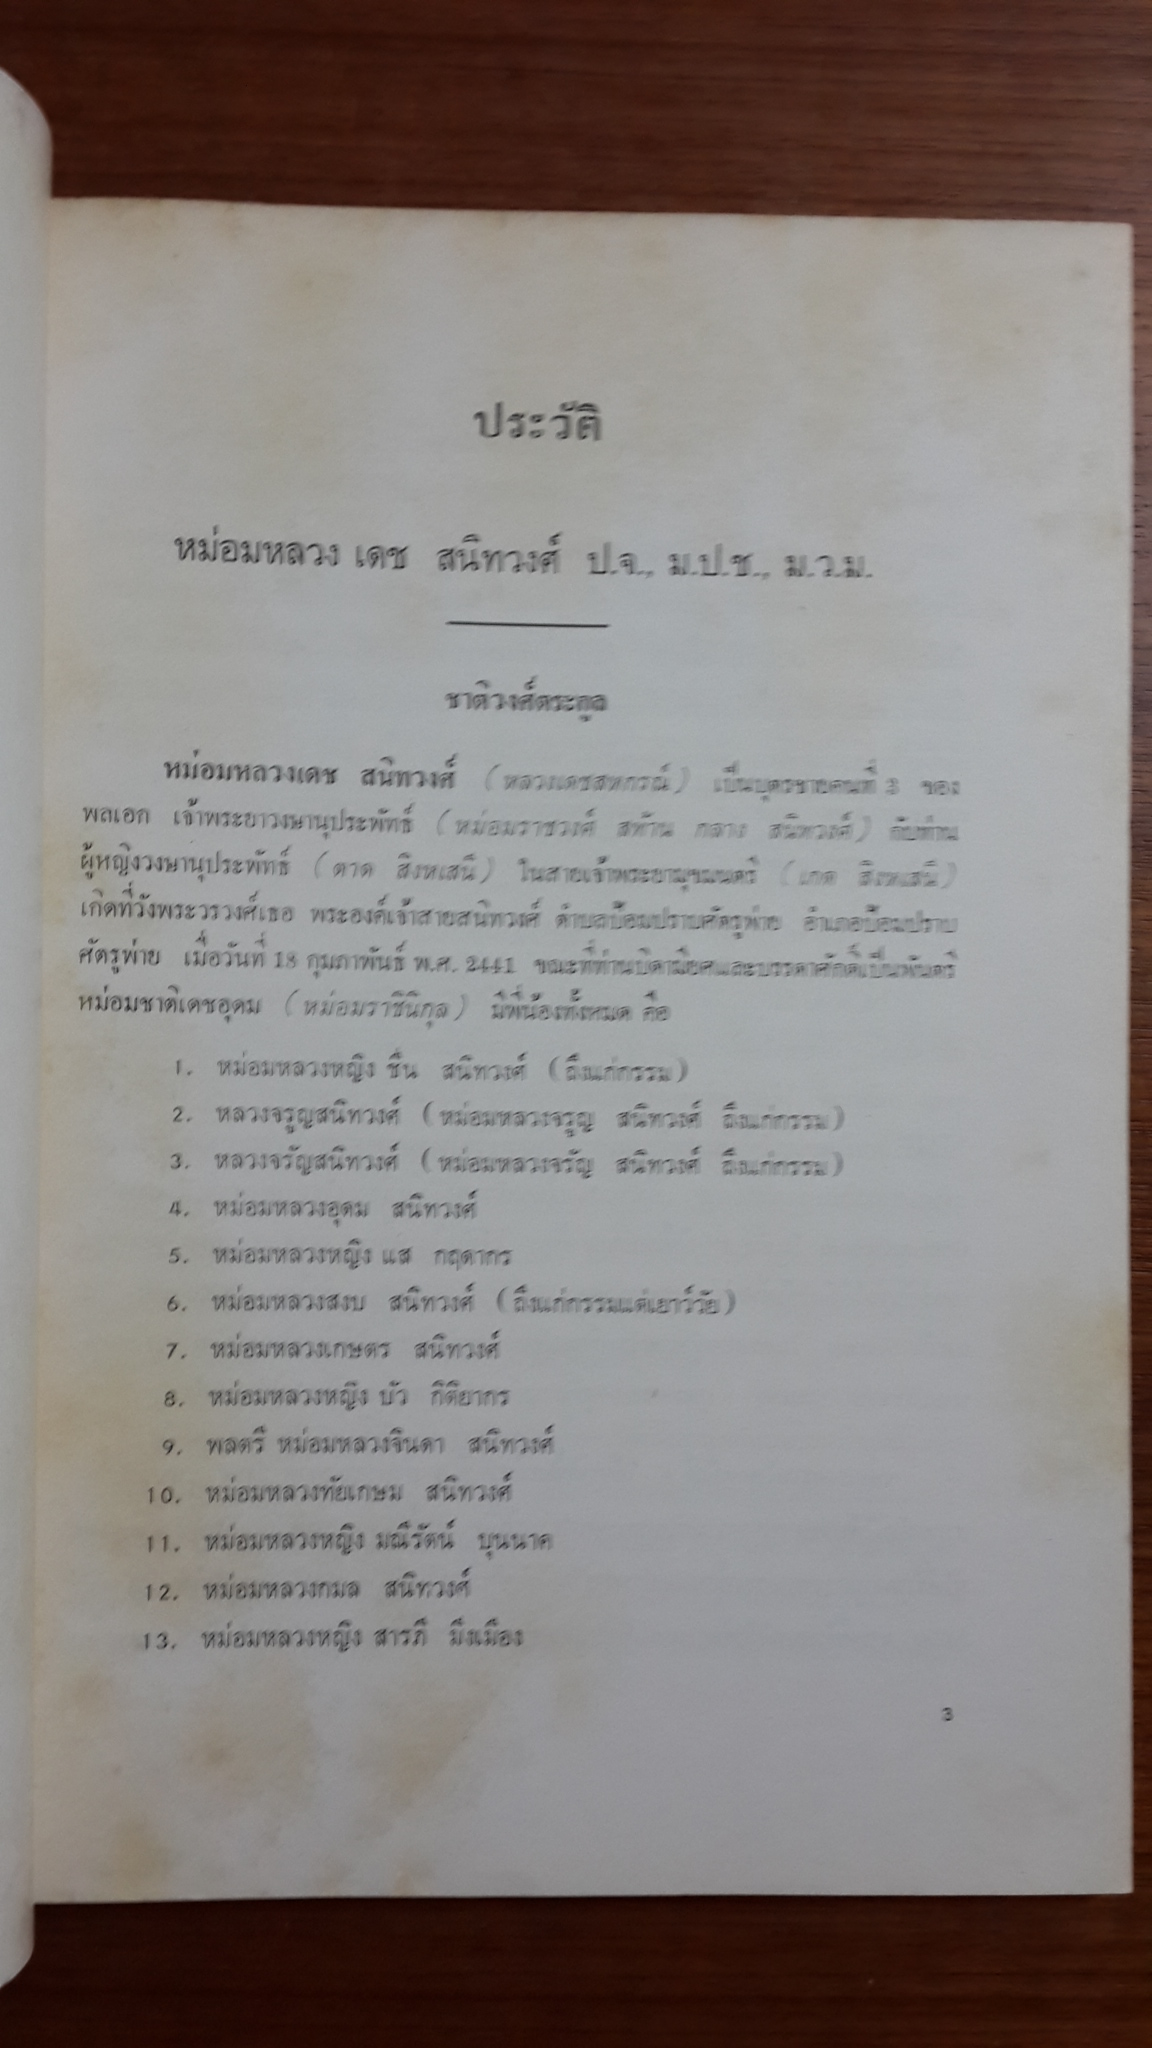 ประวัติ
หม่อมหลวง เดช สนิทวงศ์ ป.จ., ม.ป.ช., ม.ว.ม.
ชาติวงศ์ตระกูล
หม่อมหลวงเดช สนิทวงศ์ (หลวงเดชสหกรณ์) เป็นบุตรชายคนที่ 3 ของ
พลเอก เจ้าพระยาวงษานุประพัทธ์ (หม่อมราชวงศ์ สท้าน กลาง สนิทวงศ์) กับท่าน
ผู้หญิงวงษานุประพัทธ์ (ตาด สิงหเสนี) ในสายเจ้าพระยามุขมนตรี (เกด สิงหเสนี)
เกิดที่วังพระวรวงศ์เธอ พระองค์เจ้าสายสนิทวงศ์ ตำบลป้อมปราบศัตรูพ่าย อำเภอป้อมปราบ
ศัตรูพ่าย เมื่อวันที่ 18 กุมภาพันธ์ พ.ศ. 2441 ขณะที่ท่านบิดามียศและบรรดาศักดิ์เป็นพันตรี
หม่อมชาติเดชอุดม (หม่อมราชินิกุล) มีพี่น้องทั้งหมด คือ
1. หม่อมหลวงหญิง ชื่น สนิทวงศ์ (ถึงแก่กรรม)
2. หลวงจรูญสนิทวงศ์ (หม่อมหลวงจรูญ สนิทวงศ์ ถึงแก่กรรม)
3. หลวงจรัญสนิทวงศ์ (หม่อมหลวงจรัญ สนิทวงศ์ ถึงแก่กรรม)
4. หม่อมหลวงอุดม สนิทวงศ์
5. หม่อมหลวงหญิง แส กฤดากร
6. หม่อมหลวงสงบ สนิทวงศ์ (ถึงแก่กรรมแต่เยาว์วัย)
7. หม่อมหลวงเกษตร สนิทวงศ์
8. หม่อมหลวงหญิง บัว กิติยากร
9. พลตรี หม่อมหลวงจินดา สนิทวงศ์
10. หม่อมหลวงทัยเกษม สนิทวงศ์
11. หม่อมหลวงหญิง มณีรัตน์ บุนนาค
12. หม่อมหลวงกมล สนิทวงศ์
13. หม่อมหลวงหญิง สารภี มิ่งเมือง
3